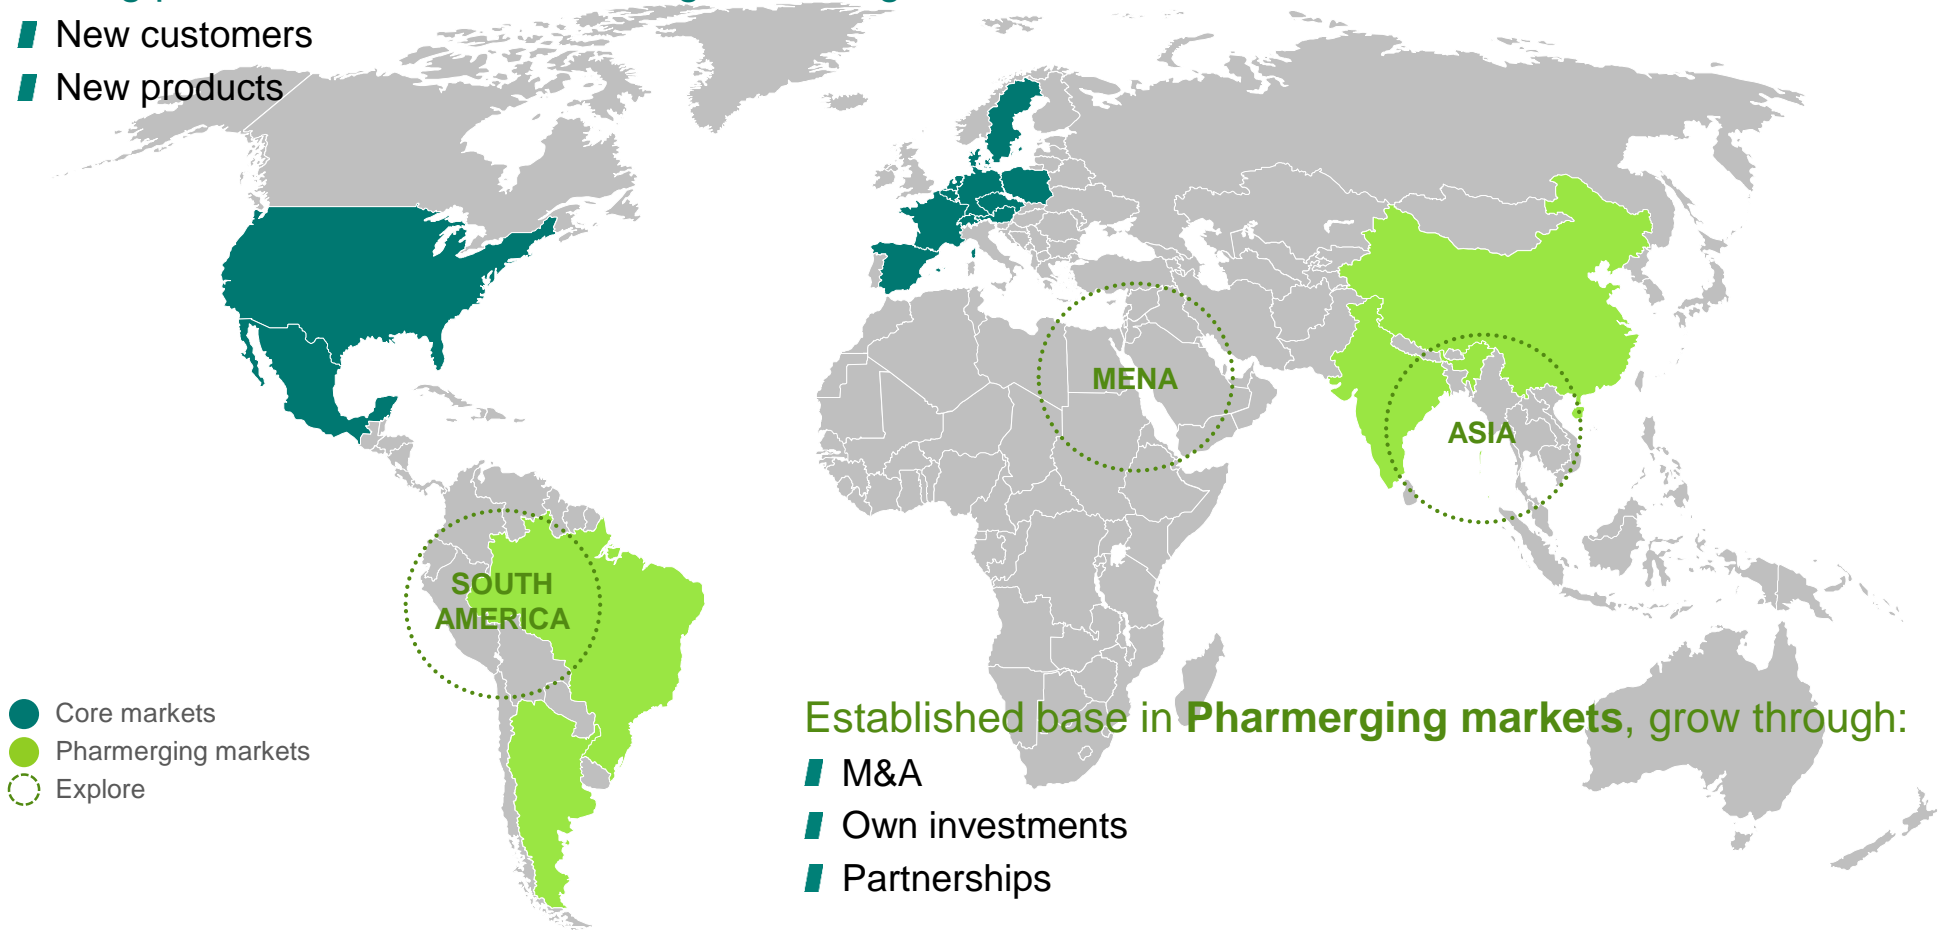 New customers
New products
MENA
ASIA
SOUTH
AMERICA
Core markets
Pharmerging markets
Explore
Established base in Pharmerging markets, grow through:
M&A
Own investments
Partnerships